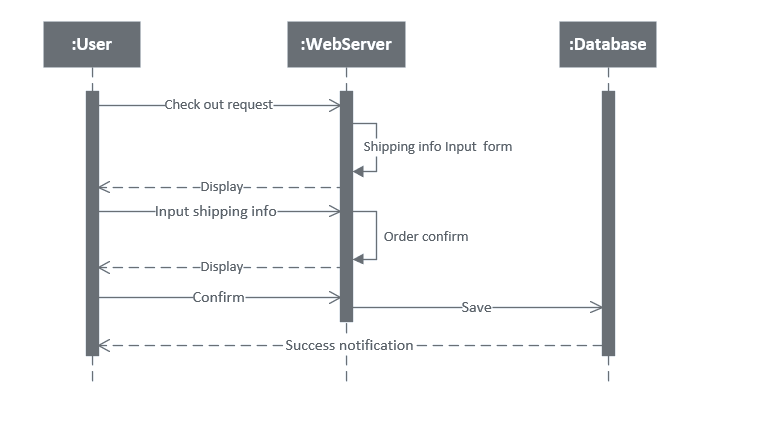 :User
:WebServer
:Database
Check out request
Shipping info Input form
Display
Input shipping info
Order confirm
Display
Confirm
Save
Success notification